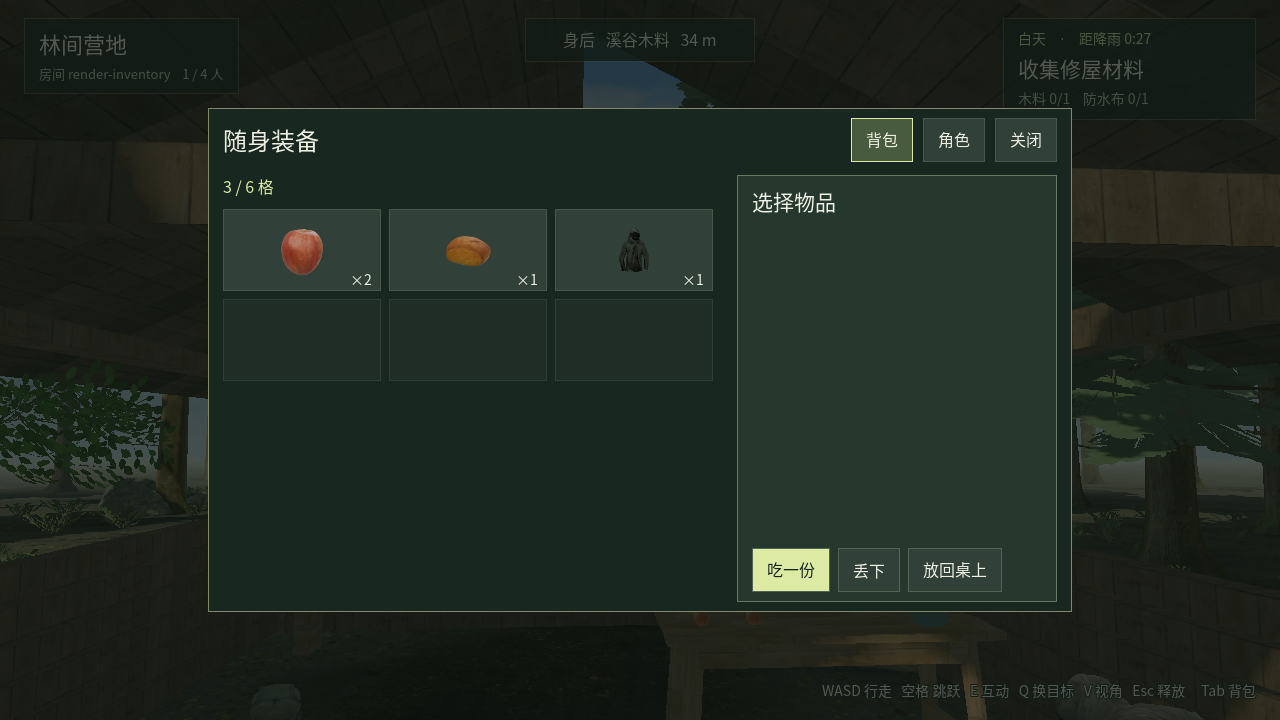 林间营地
房间 render-inventory 1 / 4 人
身后 溪谷木料 34 m
白天 · 距降雨 0:27
收集修屋材料
木料 0/1 防水布 0/1
随身装备
背包 角色 关闭
3 / 6 格
选择物品
×2 ×1 ×1
吃一份 丢下 放回桌上
WASD 行走 空格 跳跃 E 互动 Q 换目标 V 视角 Esc 释放 Tab 背包